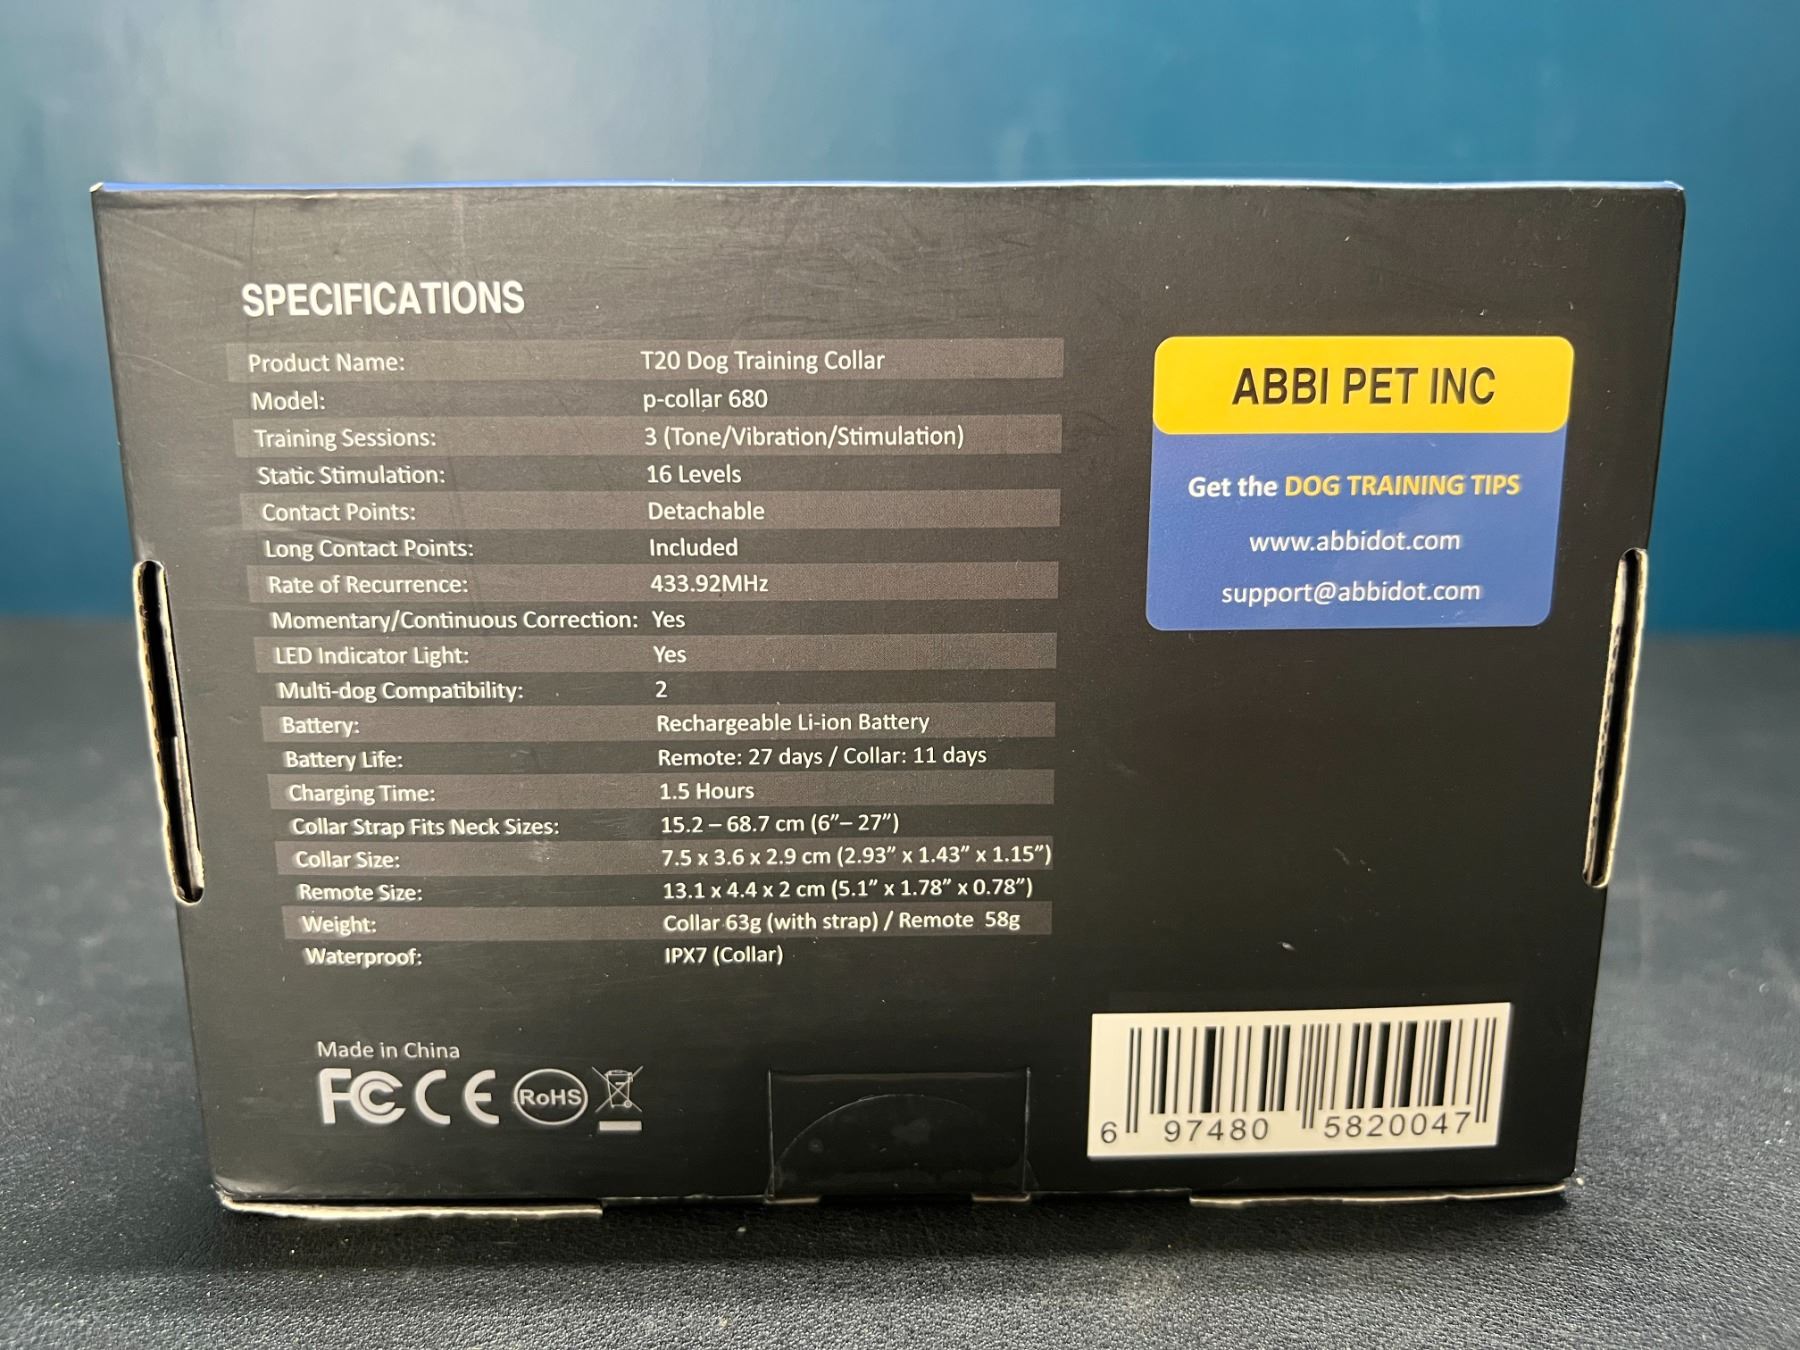 SPECIFICATIONS
Product Name: T20 Dog Training Collar
Model: p-collar 680
Training Sessions: 3 (Tone/Vibration/Stimulation)
Static Stimulation: 16 Levels
Contact Points: Detachable
Long Contact Points: Included
Rate of Recurrence: 433.92MHz
Momentary/Continuous Correction: Yes
LED Indicator Light: Yes
Multi-dog Compatibility: 2
Battery: Rechargeable Li-ion Battery
Battery Life: Remote: 27 days / Collar: 11 days
Charging Time: 1.5 Hours
Collar Strap Fits Neck Sizes: 15.2 – 68.7 cm (6”– 27”)
Collar Size: 7.5 x 3.6 x 2.9 cm (2.93” x 1.43” x 1.15”)
Remote Size: 13.1 x 4.4 x 2 cm (5.1” x 1.78” x 0.78”)
Weight: Collar 63g (with strap) / Remote 58g
Waterproof: IPX7 (Collar)
Made in China
FC CE RoHS
ABBI PET INC
Get the DOG TRAINING TIPS
www.abbidot.com
support@abbidot.com
6 97480 5820047